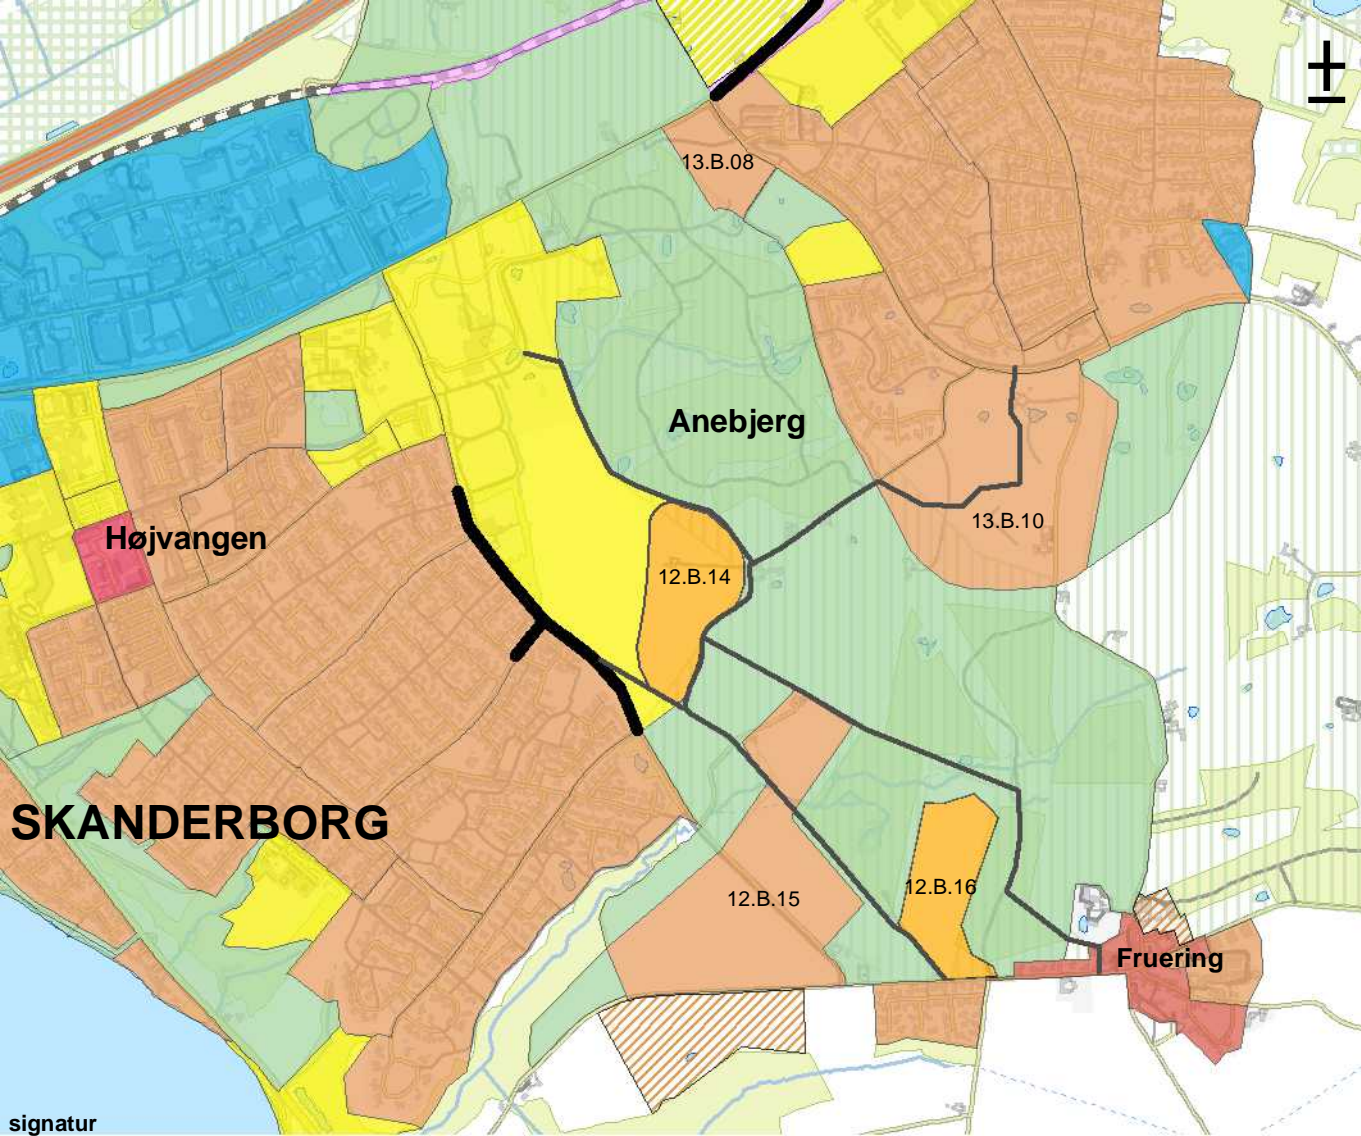 13.B.08
Anebjerg
13.B.10
Højvangen
12.B.14
SKANDERBORG
12.B.15
12.B.16
Fruering
signatur